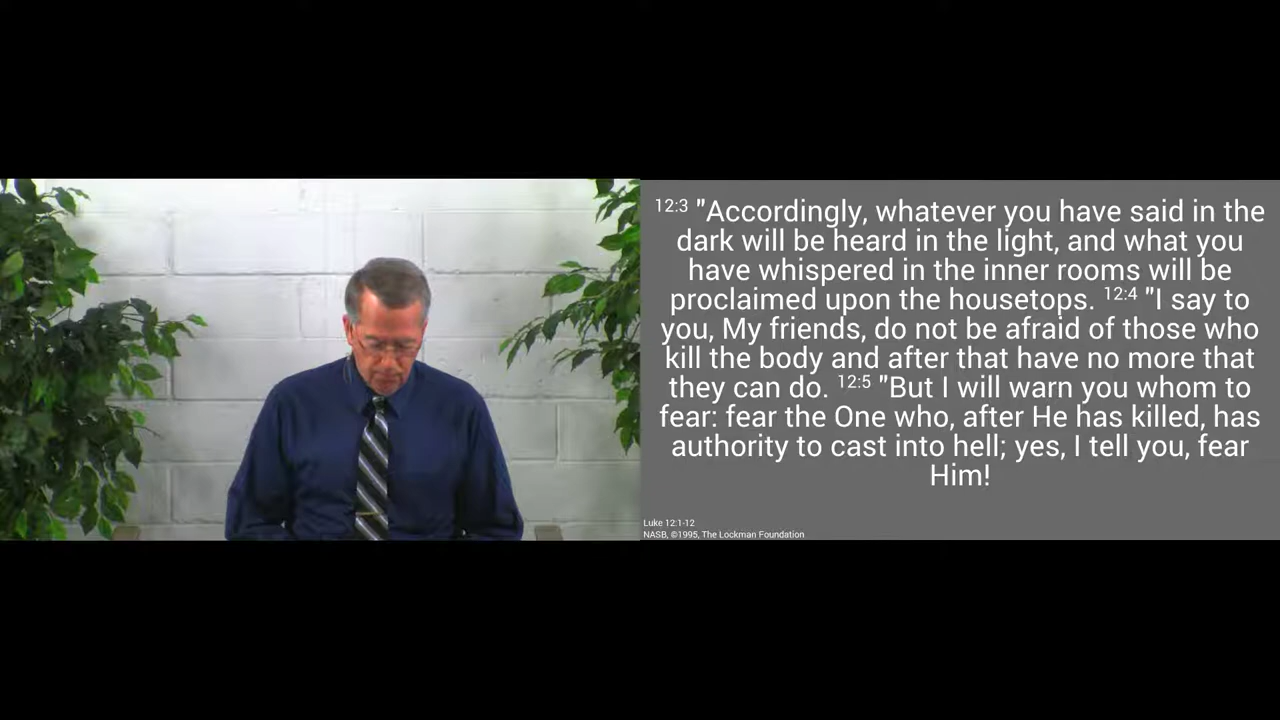 12:3 "Accordingly, whatever you have said in the
dark will be heard in the light, and what you
have whispered in the inner rooms will be
proclaimed upon the housetops. 12:4 "I say to
you, My friends, do not be afraid of those who
kill the body and after that have no more that
they can do. 12:5 "But I will warn you whom to
fear: fear the One who, after He has killed, has
authority to cast into hell; yes, I tell you, fear
Him!
Luke 12:1-12
NASB, ©1995, The Lockman Foundation